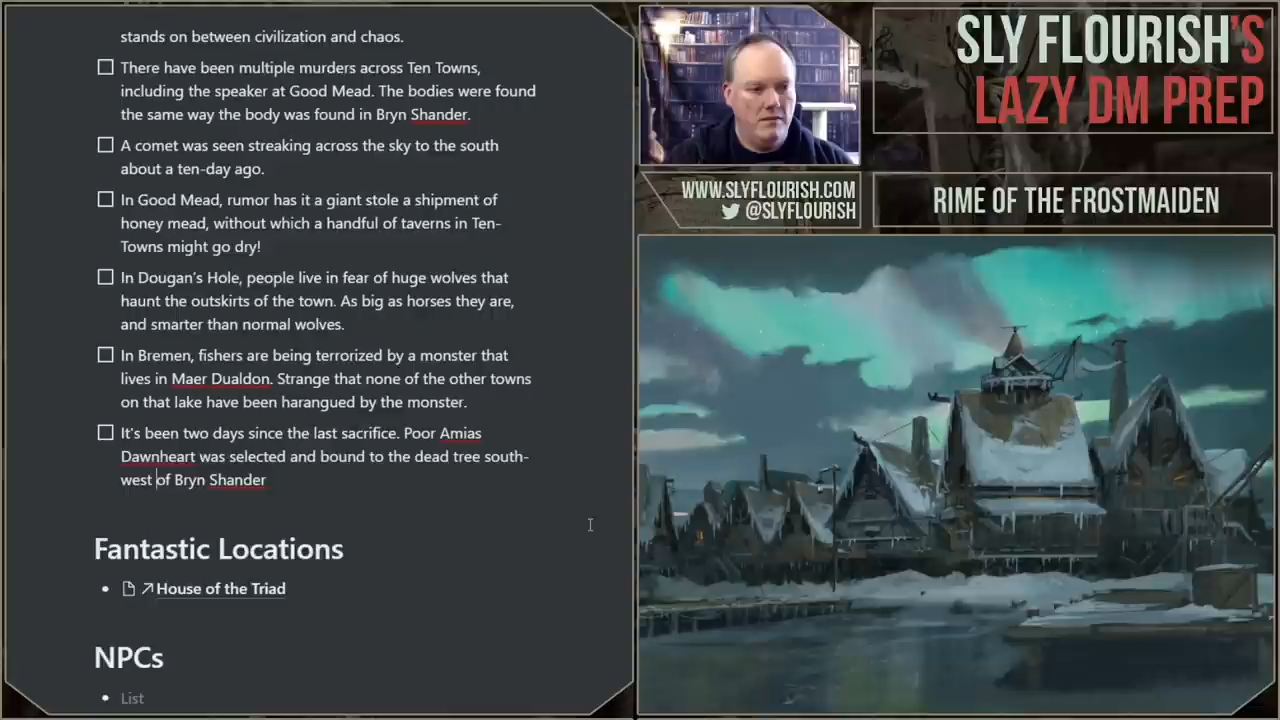 stands on between civilization and chaos.
There have been multiple murders across Ten Towns,
including the speaker at Good Mead. The bodies were found
the same way the body was found in Bryn Shander.
A comet was seen streaking across the sky to the south
about a ten-day ago.
In Good Mead, rumor has it a giant stole a shipment of
honey mead, without which a handful of taverns in Ten-
Towns might go dry!
In Dougan's Hole, people live in fear of huge wolves that
haunt the outskirts of the town. As big as horses they are,
and smarter than normal wolves.
In Bremen, fishers are being terrorized by a monster that
lives in Maer Dualdon. Strange that none of the other towns
on that lake have been harangued by the monster.
It's been two days since the last sacrifice. Poor Amias
Dawnheart was selected and bound to the dead tree south-
west of Bryn Shander
Fantastic Locations
House of the Triad
NPCs
List
SLY FLOURISH'S
LAZY DM PREP
WWW.SLYFLOURISH.COM
@SLYFLOURISH
RIME OF THE FROSTMAIDEN